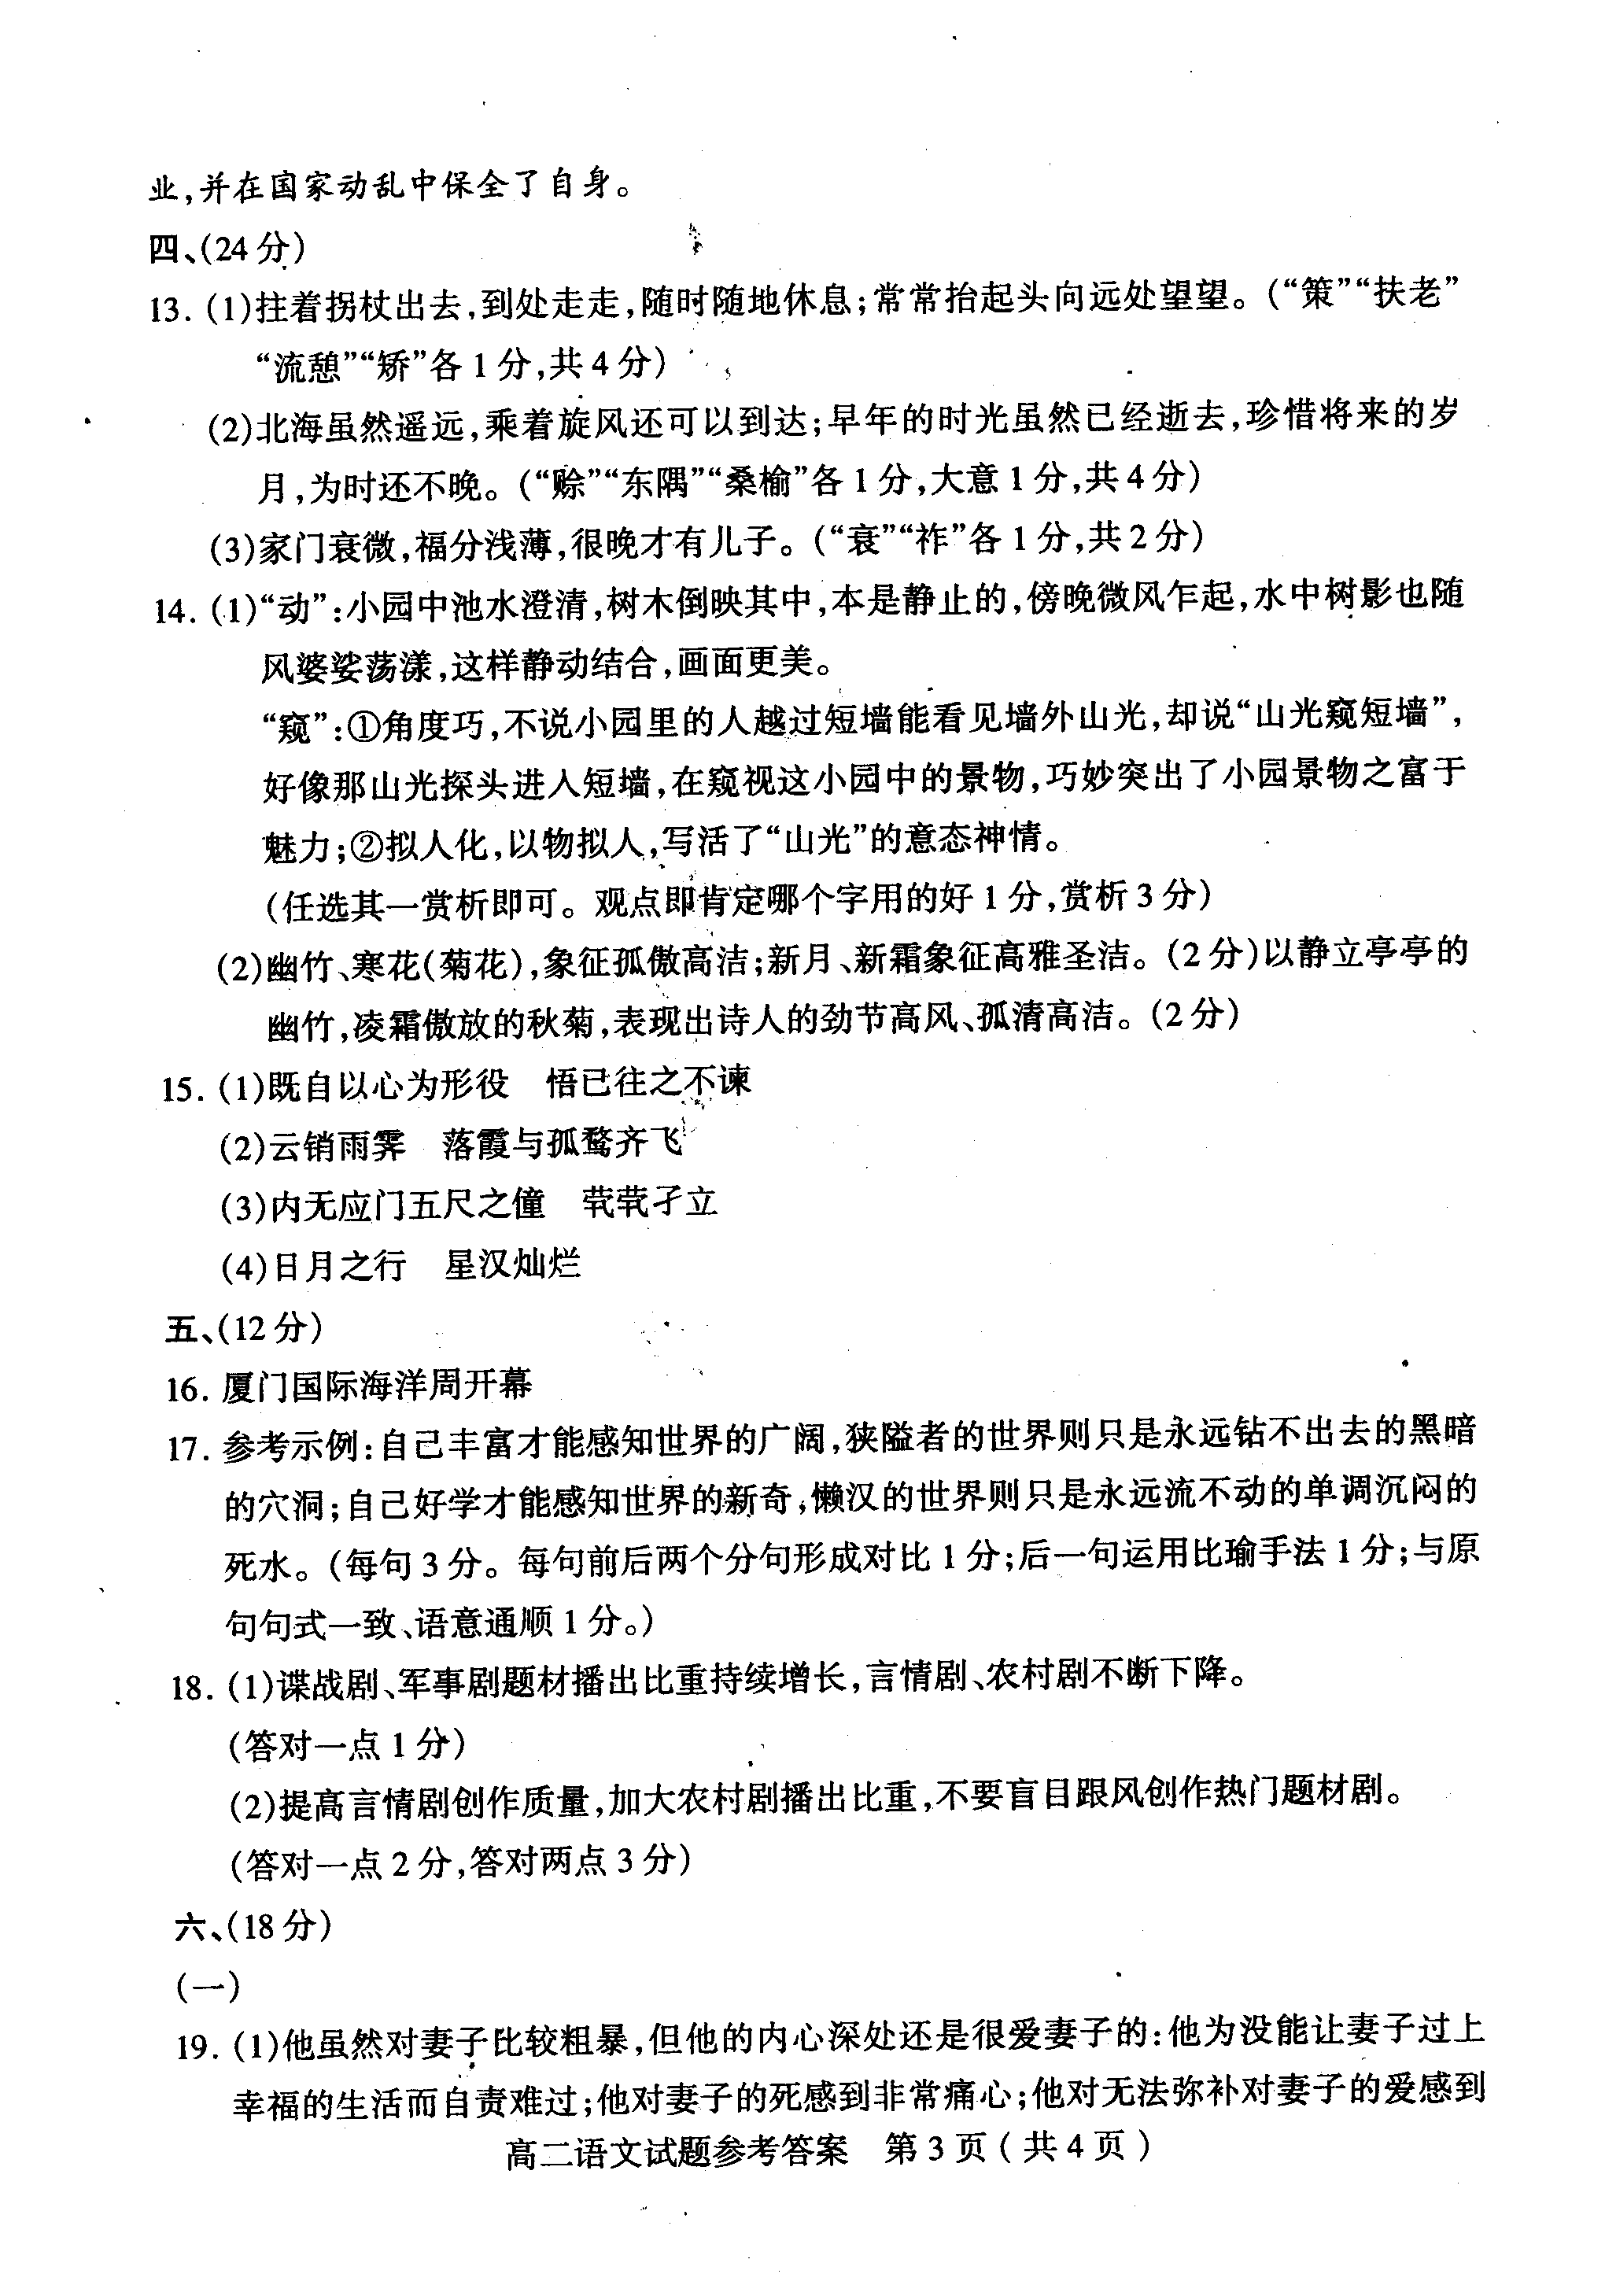 业,并在国家动乱中保全了自身。
四、(24分)
13. (1)拄着拐杖出去,到处走走,随时随地休息;常常抬起头向远处望望。(“策”“扶老”
“流憩”“矫”各1分,共4分)
(2)北海虽然遥远,乘着旋风还可以到达;早年的时光虽然已经逝去,珍惜将来的岁
月,为时还不晚。(“赊”“东隅”“桑榆”各1分,大意1分,共4分)
(3)家门衰微,福分浅薄,很晚才有儿子。(“衰”“祚”各1分,共2分)
14. (1)“动”:小园中池水澄清,树木倒映其中,本是静止的,傍晚微风乍起,水中树影也随
风婆娑荡漾,这样静动结合,画面更美。
“窥”:①角度巧,不说小园里的人越过短墙能看见墙外山光,却说“山光窥短墙”,
好像那山光探头进入短墙,在窥视这小园中的景物,巧妙突出了小园景物之富于
魅力;②拟人化,以物拟人,写活了“山光”的意态神情。
(任选其一赏析即可。观点即肯定哪个字用的好1分,赏析3分)
(2)幽竹、寒花(菊花),象征孤傲高洁;新月、新霜象征高雅圣洁。(2分)以静立亭亭的
幽竹,凌霜傲放的秋菊,表现出诗人的劲节高风、孤清高洁。(2分)
15. (1)既自以心为形役 悟已往之不谏
(2)云销雨霁 落霞与孤鹜齐飞
(3)内无应门五尺之僮 茕茕孑立
(4)日月之行 星汉灿烂
五、(12分)
16. 厦门国际海洋周开幕
17. 参考示例:自己丰富才能感知世界的广阔,狭隘者的世界则只是永远钻不出去的黑暗
的穴洞;自己好学才能感知世界的新奇,懒汉的世界则只是永远流不动的单调沉闷的
死水。(每句3分。每句前后两个分句形成对比1分;后一句运用比瑜手法1分;与原
句句式一致、语意通顺1分。)
18. (1)谍战剧、军事剧题材播出比重持续增长,言情剧、农村剧不断下降。
(答对一点1分)
(2)提高言情剧创作质量,加大农村剧播出比重,不要盲目跟风创作热门题材剧。
(答对一点2分,答对两点3分)
六、(18分)
(一)
19. (1)他虽然对妻子比较粗暴,但他的内心深处还是很爱妻子的:他为没能让妻子过上
幸福的生活而自责难过;他对妻子的死感到非常痛心;他对无法弥补对妻子的爱感到
高二语文试题参考答案 第3页(共4页)